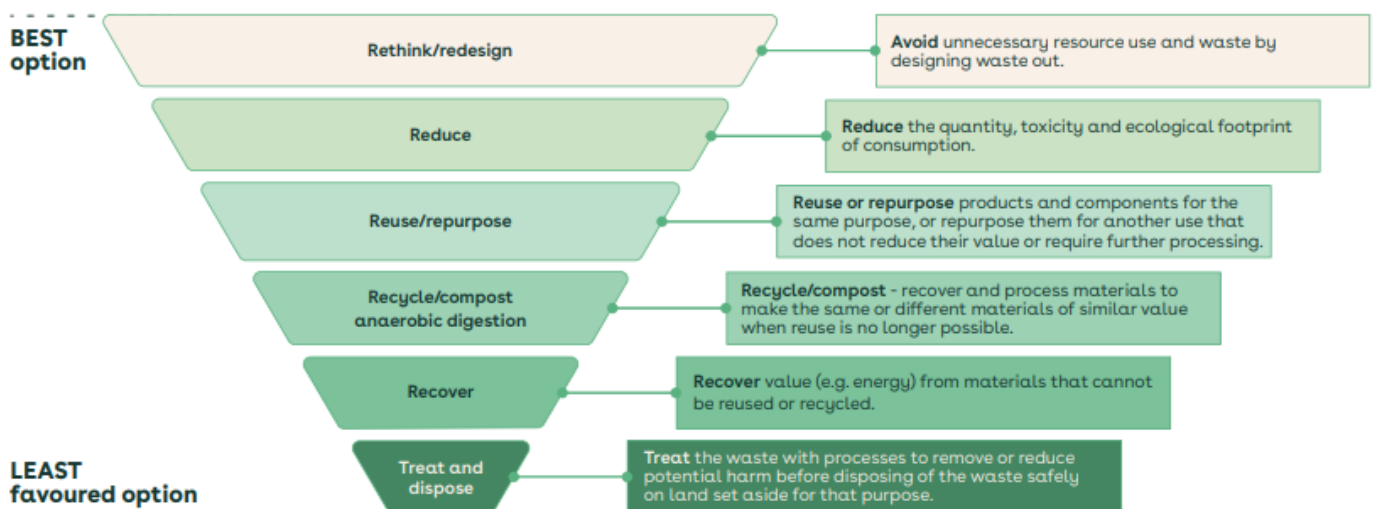 BEST
option
Rethink/redesign
Avoid unnecessary resource use and waste by
designing waste out.
Reduce
Reduce the quantity, toxicity and ecological footprint
of consumption.
Reuse/repurpose
Reuse or repurpose products and components for the
same purpose, or repurpose them for another use that
does not reduce their value or require further processing.
Recycle/compost
anaerobic digestion
Recycle/compost - recover and process materials to
make the same or different materials of similar value
when reuse is no longer possible.
Recover
Recover value (e.g. energy) from materials that cannot
be reused or recycled.
LEAST
favoured option
Treat and
dispose
Treat the waste with processes to remove or reduce
potential harm before disposing of the waste safely
on land set aside for that purpose.